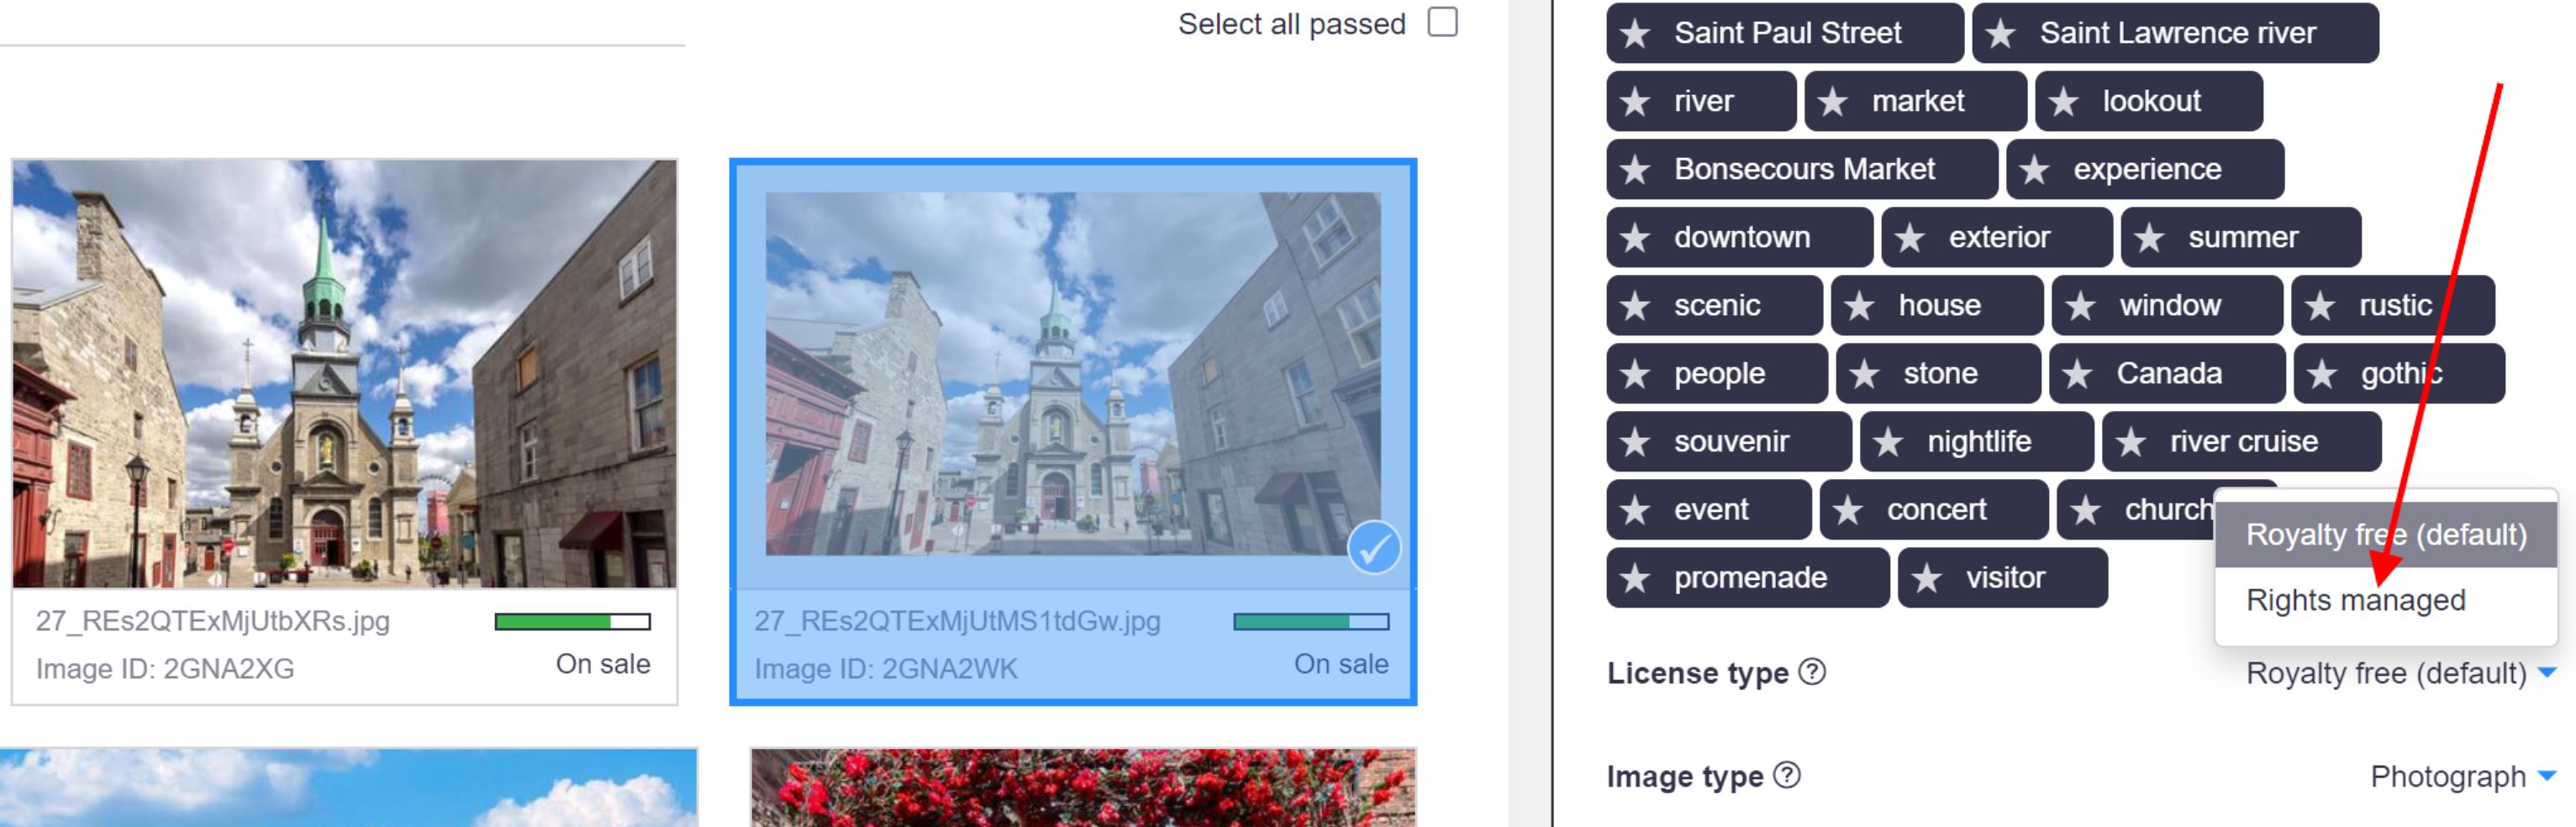 Select all passed
27_REs2QTExMjUtbXRs.jpg
Image ID: 2GNA2XG On sale
27_REs2QTExMjUtMS1tdGw.jpg
Image ID: 2GNA2WK On sale
Saint Paul Street Saint Lawrence river
river market lookout
Bonsecours Market experience
downtown exterior summer
scenic house window rustic
people stone Canada gothic
souvenir nightlife river cruise
event concert church
promenade visitor
Royalty free (default)
Rights managed
License type ? Royalty free (default)
Image type ? Photograph